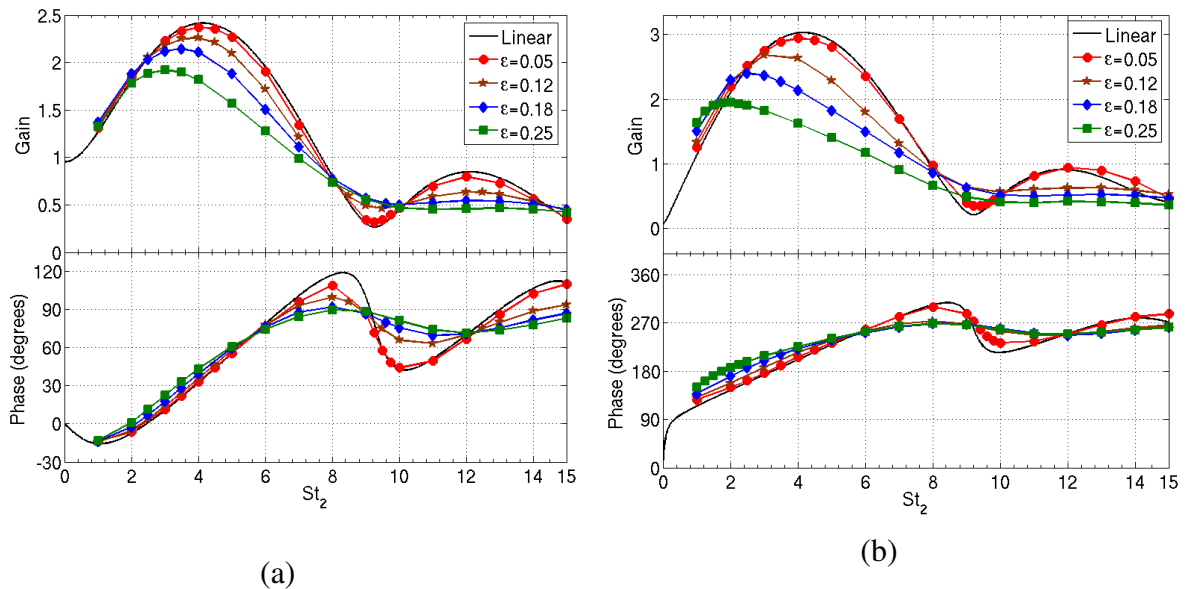 2.5
2
1.5
1
0.5
0
Gain
Linear
ε=0.05
ε=0.12
ε=0.18
ε=0.25
120
90
60
30
0
-30
Phase (degrees)
0 2 4 6 8 10 12 14 15
St2
(a)
3
2
1
0
Gain
Linear
ε=0.05
ε=0.12
ε=0.18
ε=0.25
360
270
180
90
0
Phase (degrees)
0 2 4 6 8 10 12 14 15
St2
(b)